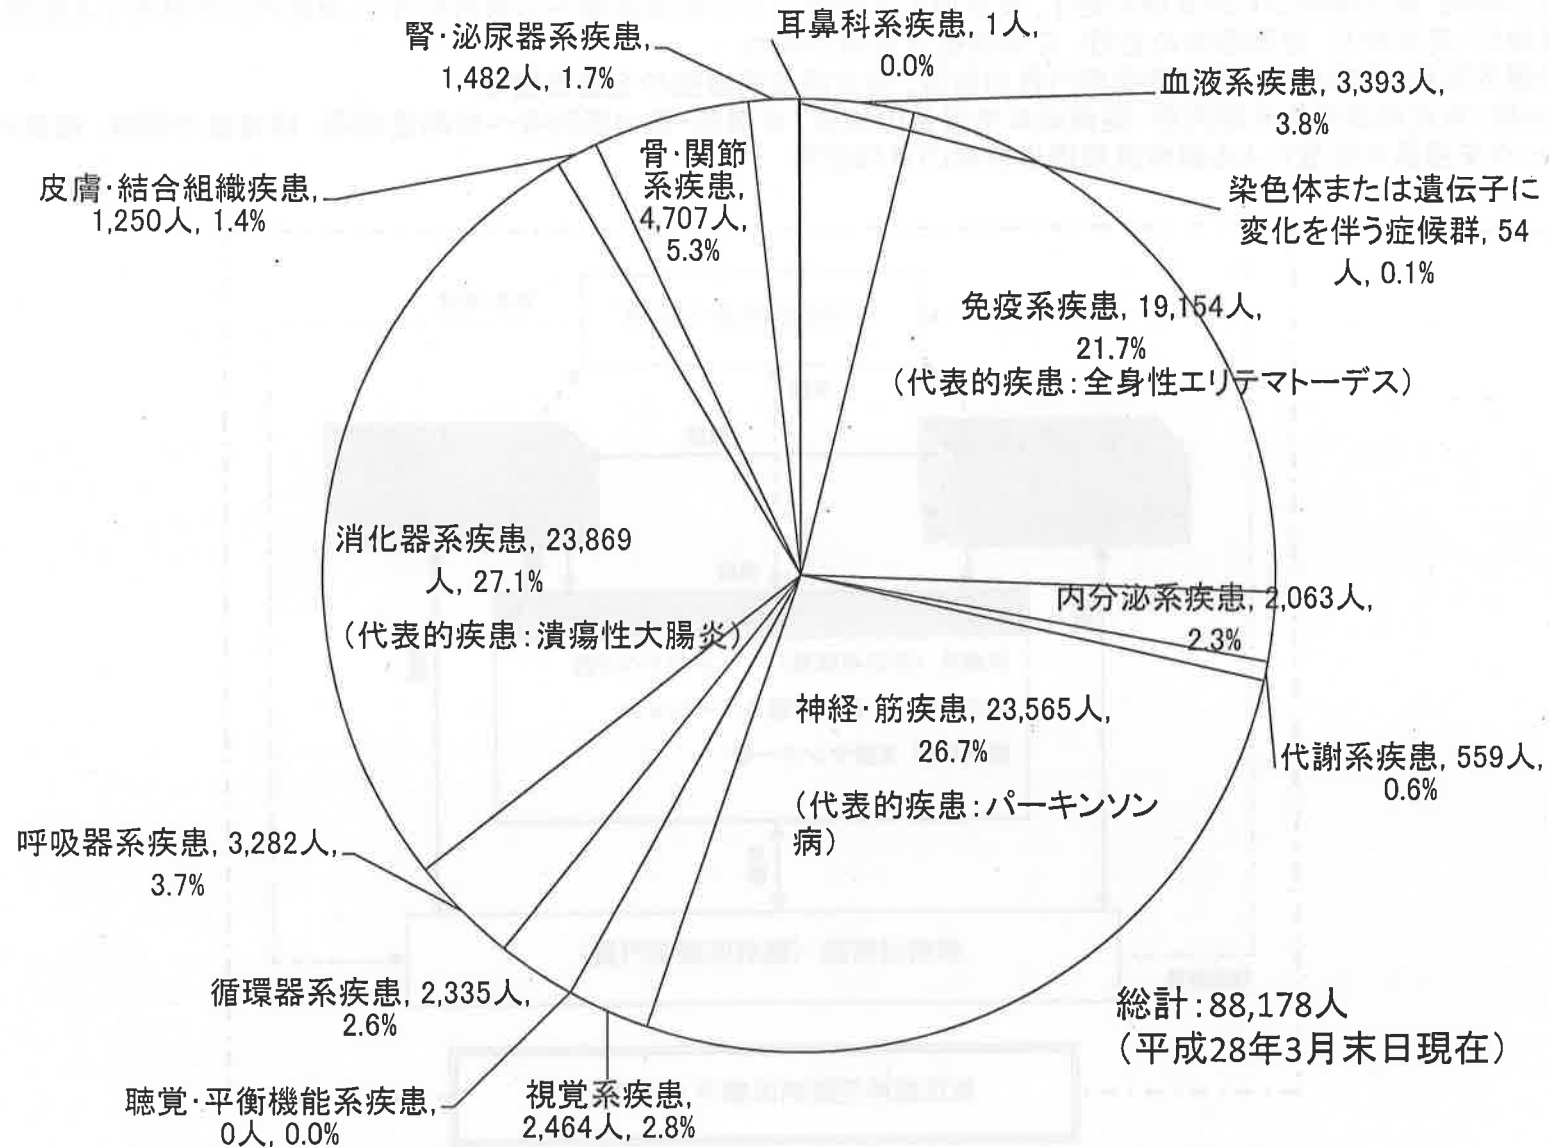 腎・泌尿器系疾患,
1,482人, 1.7%
耳鼻科系疾患, 1人,
0.0%
血液系疾患, 3,393人,
3.8%
染色体または遺伝子に
変化を伴う症候群, 54
人, 0.1%
免疫系疾患, 19,154人,
21.7%
（代表的疾患：全身性エリテマトーデス）
内分泌系疾患, 2,063人,
2.3%
代謝系疾患, 559人,
0.6%
神経・筋疾患, 23,565人,
26.7%
（代表的疾患：パーキンソン
病）
視覚系疾患,
2,464人, 2.8%
聴覚・平衡機能系疾患,
0人, 0.0%
循環器系疾患, 2,335人,
2.6%
呼吸器系疾患, 3,282人,
3.7%
消化器系疾患, 23,869
人, 27.1%
（代表的疾患：潰瘍性大腸炎）
皮膚・結合組織疾患,
1,250人, 1.4%
骨・関節
系疾患,
4,707人,
5.3%
総計：88,178人
（平成28年3月末日現在）